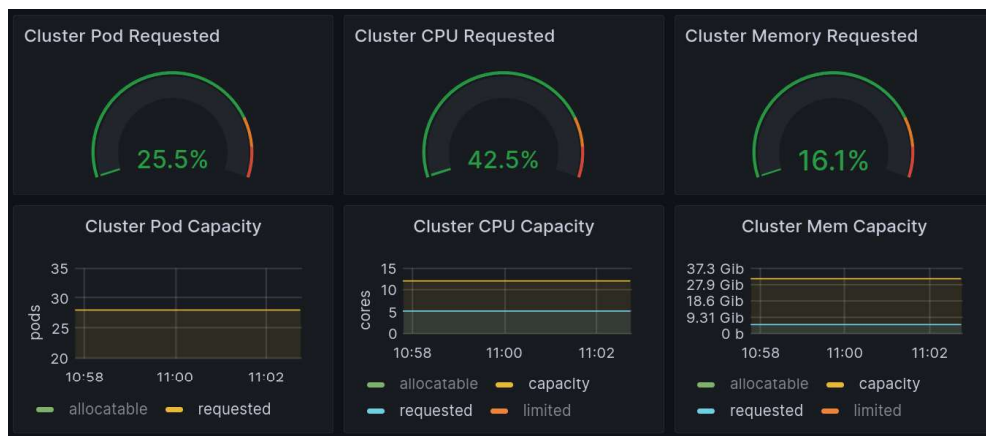 Cluster Pod Requested
25.5%
Cluster CPU Requested
42.5%
Cluster Memory Requested
16.1%
Cluster Pod Capacity
35
30
25
20
pods
10:58 11:00 11:02
allocatable requested
Cluster CPU Capacity
15
10
5
0
cores
10:58 11:00 11:02
allocatable capacity
requested limited
Cluster Mem Capacity
37.3 Gib
27.9 Gib
18.6 Gib
9.31 Gib
0 b
10:58 11:00 11:02
allocatable capacity
requested limited